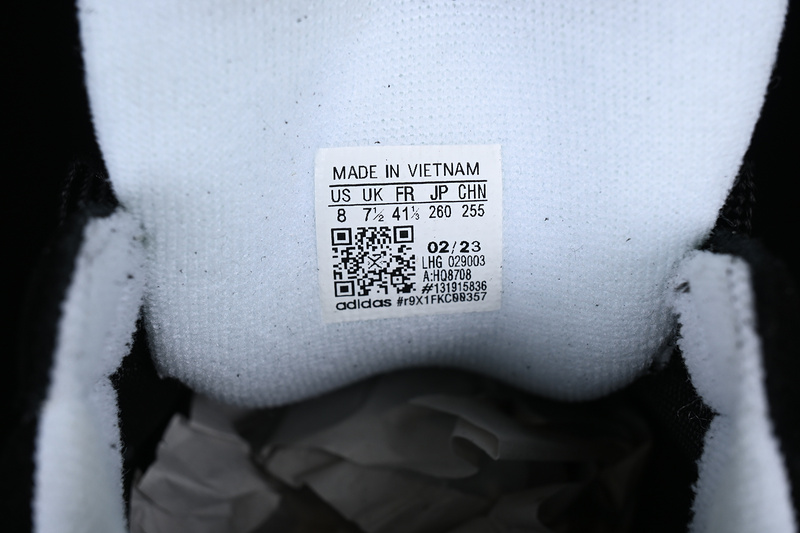 MADE IN VIETNAM
US UK FR JP CHN
8 7½ 41⅓ 260 255
02/23
LHG 029003
A:HQ8708
#131915836
adidas #r9X1FKC00357